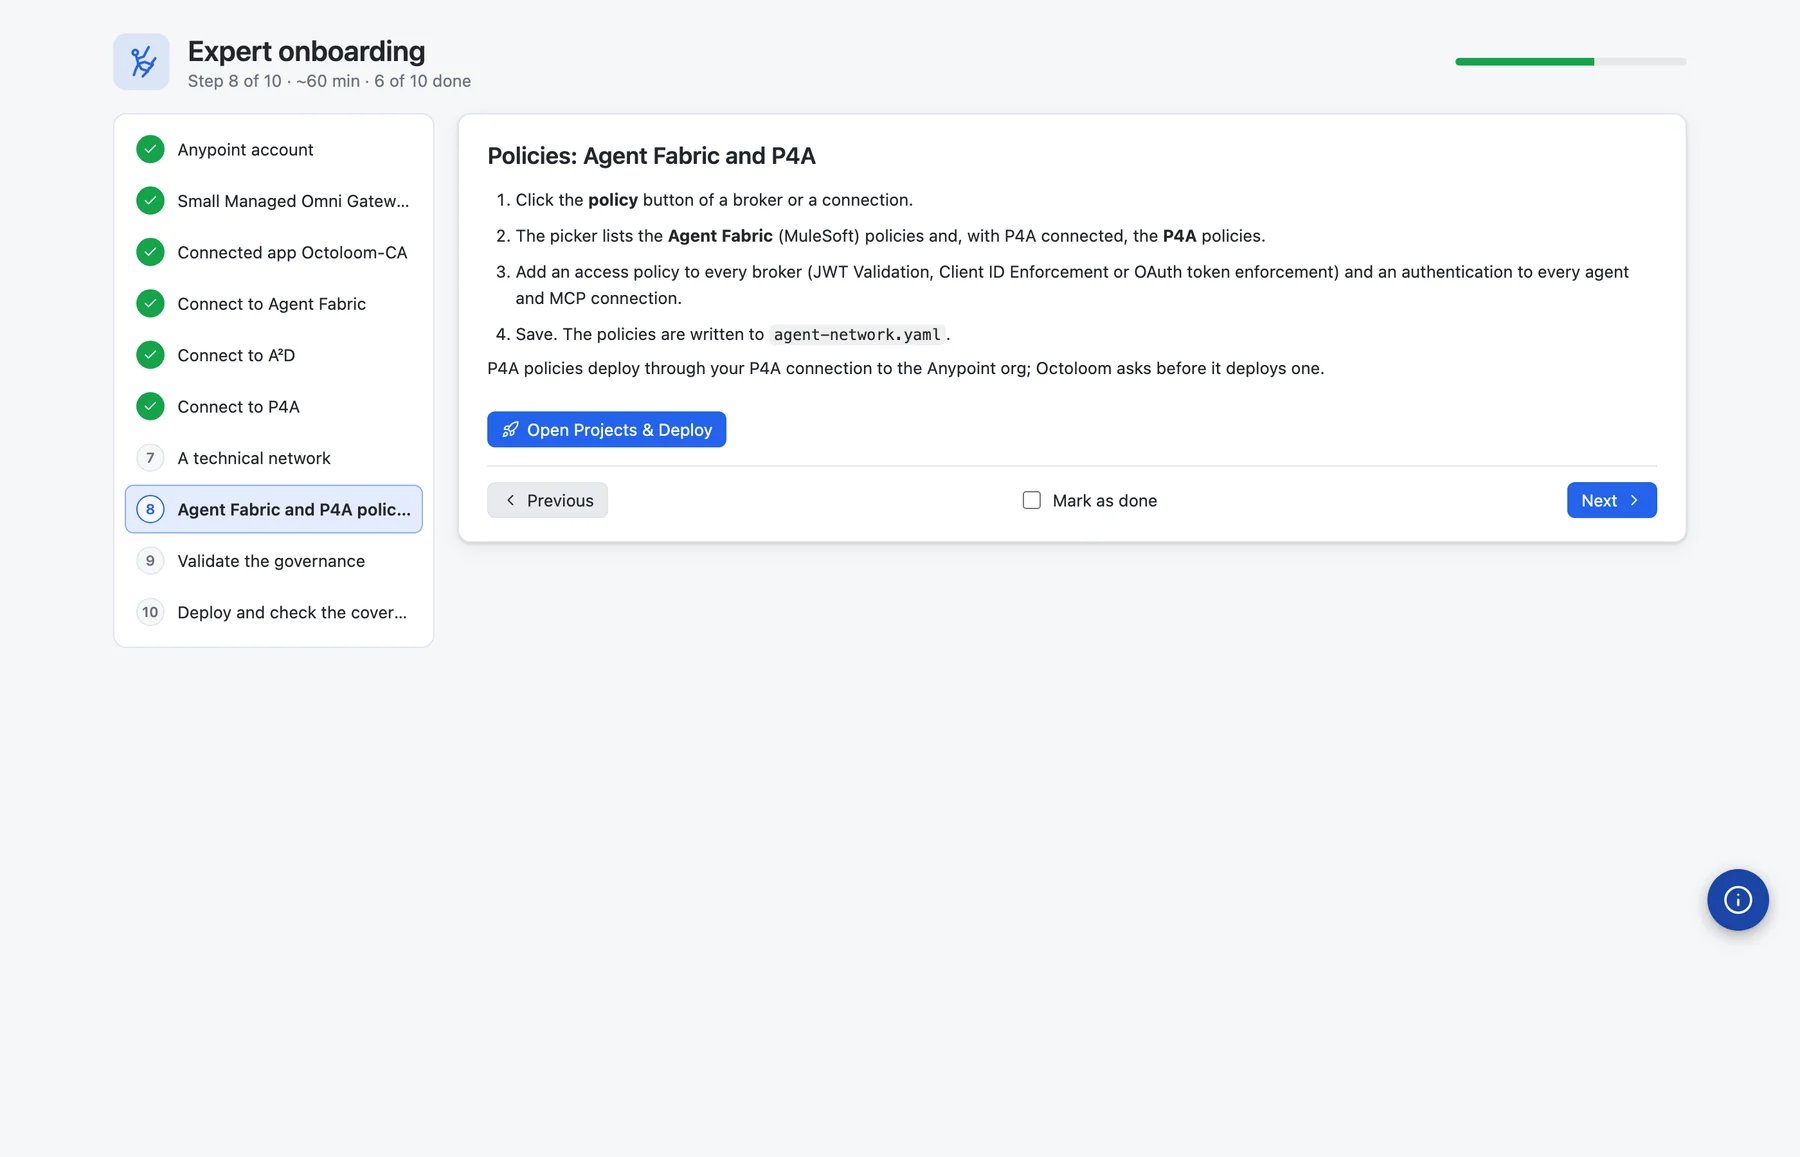 Expert onboarding
Step 8 of 10 · ~60 min · 6 of 10 done
Anypoint account
Small Managed Omni Gatew...
Connected app Octoloom-CA
Connect to Agent Fabric
Connect to A²D
Connect to P4A
7 A technical network
8 Agent Fabric and P4A polic...
9 Validate the governance
10 Deploy and check the cover...
Policies: Agent Fabric and P4A
1. Click the policy button of a broker or a connection.
2. The picker lists the Agent Fabric (MuleSoft) policies and, with P4A connected, the P4A policies.
3. Add an access policy to every broker (JWT Validation, Client ID Enforcement or OAuth token enforcement) and an authentication to every agent
and MCP connection.
4. Save. The policies are written to agent-network.yaml.
P4A policies deploy through your P4A connection to the Anypoint org; Octoloom asks before it deploys one.
Open Projects & Deploy
Previous
Mark as done
Next